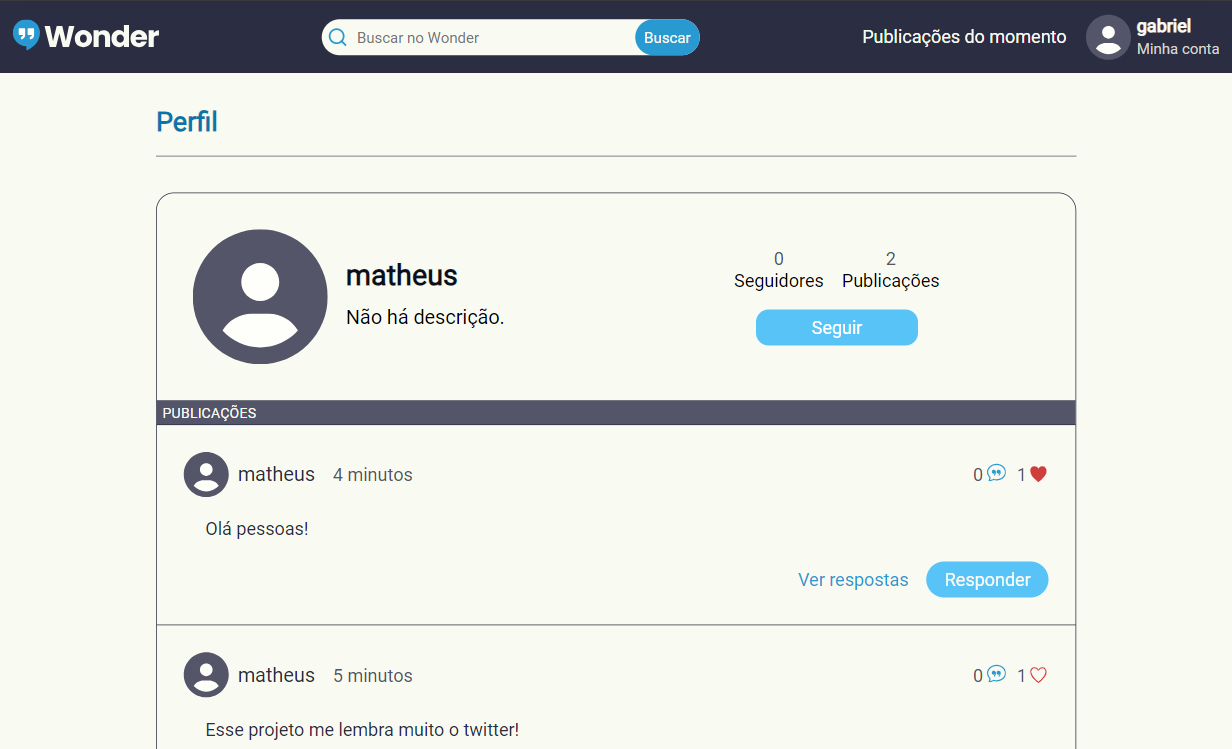 Wonder
Buscar no Wonder
Buscar
Publicações do momento
gabriel
Minha conta
Perfil
matheus
Não há descrição.
0 2
Seguidores Publicações
Seguir
PUBLICAÇÕES
matheus 4 minutos 0 1
Olá pessoas!
Ver respostas Responder
matheus 5 minutos 0 1
Esse projeto me lembra muito o twitter!